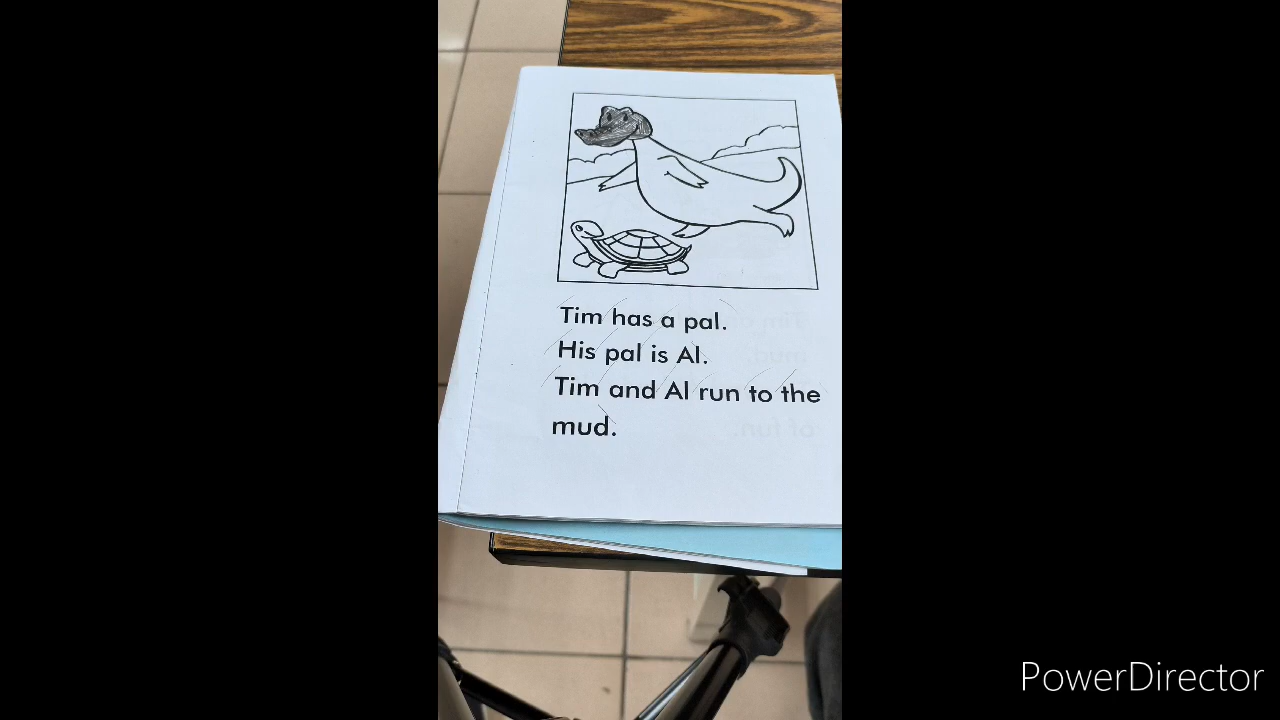 Tim has a pal.
His pal is Al.
Tim and Al run to the
mud.
PowerDirector